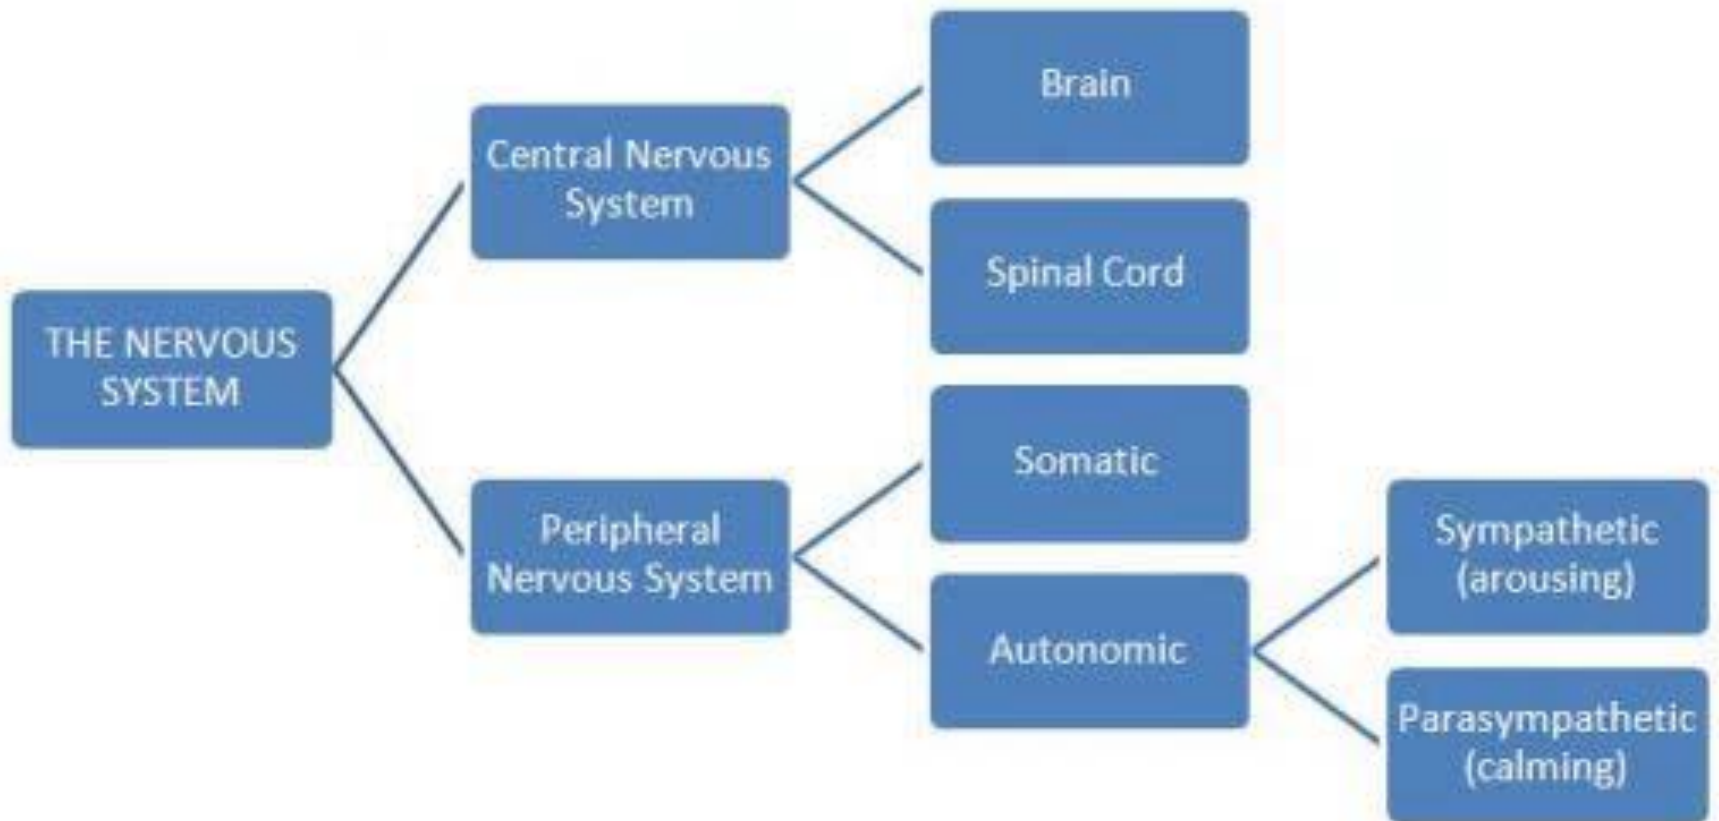 THE NERVOUS
SYSTEM
Central Nervous
System
Brain
Spinal Cord
Peripheral
Nervous System
Somatic
Autonomic
Sympathetic
(arousing)
Parasympathetic
(calming)